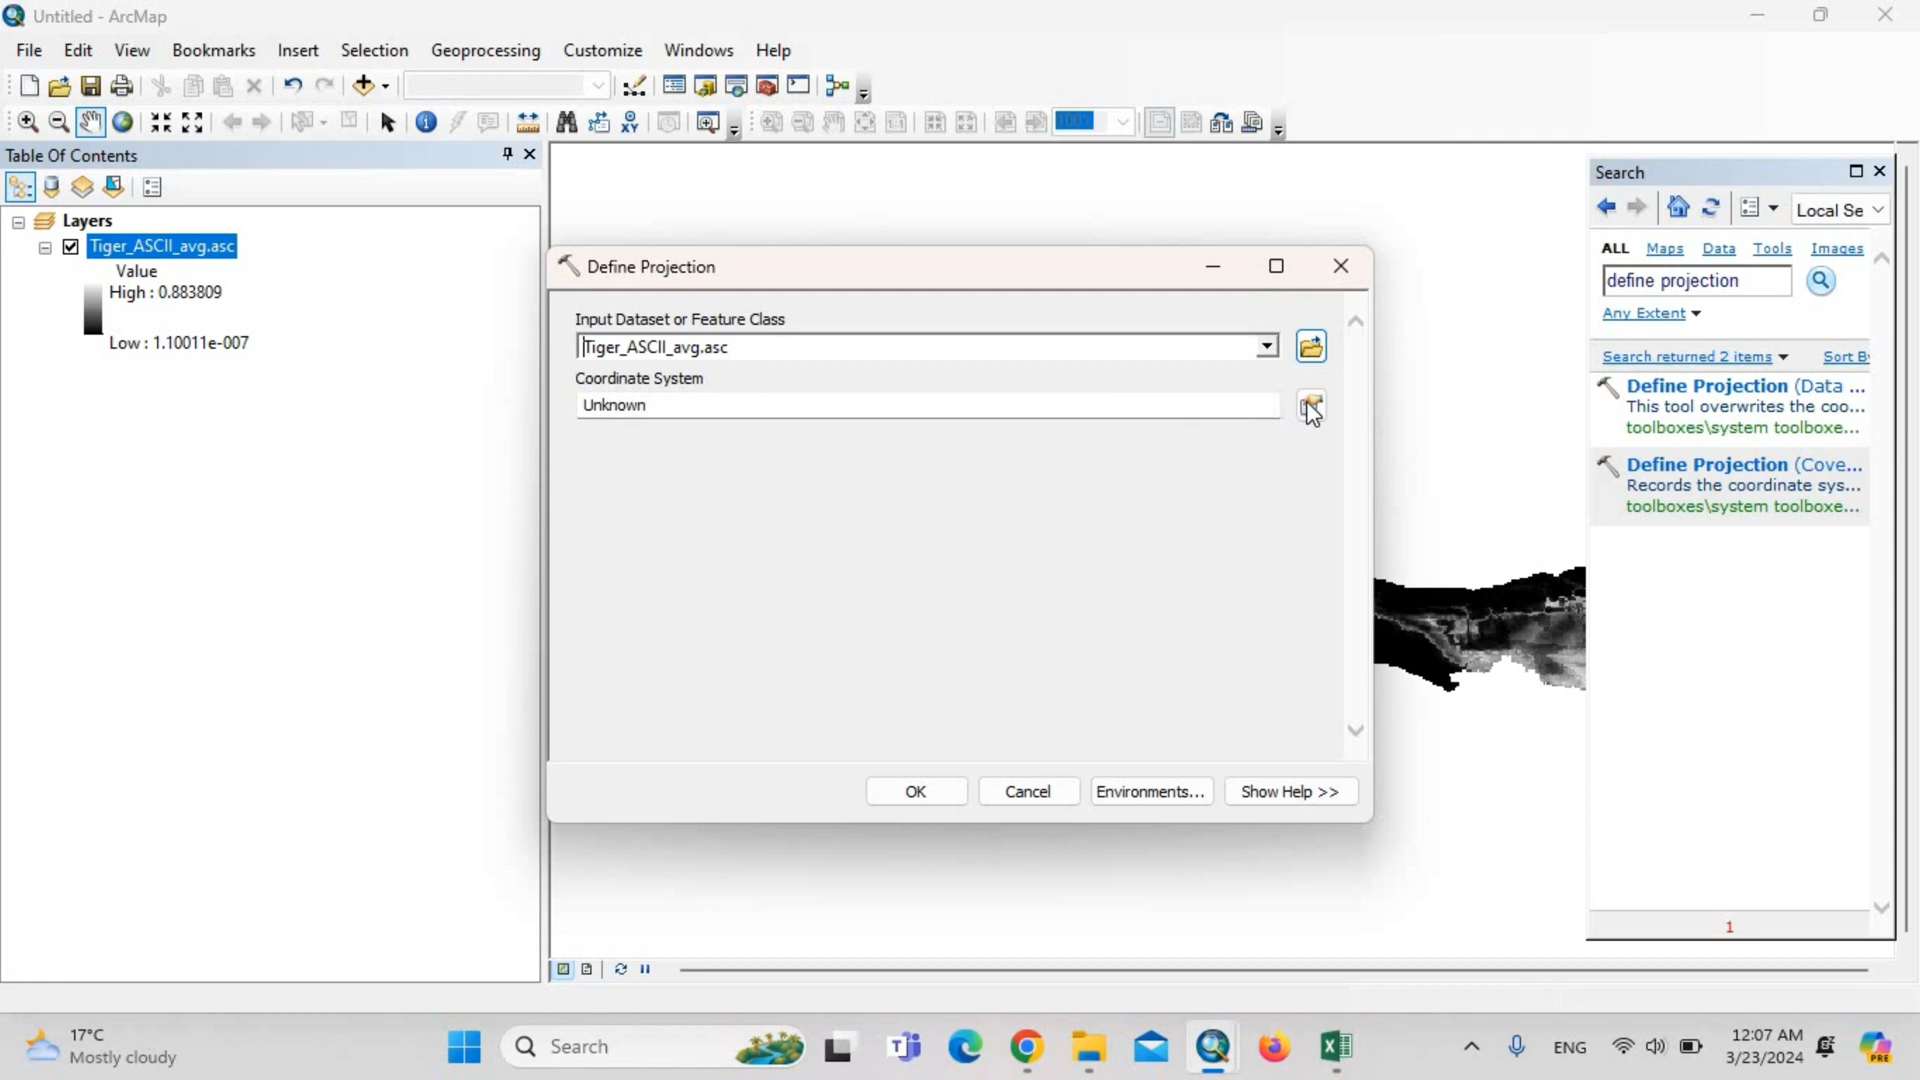 Untitled - ArcMap
File Edit View Bookmarks Insert Selection Geoprocessing Customize Windows Help
100%
Table Of Contents
Layers
Tiger_ASCII_avg.asc
Value
High : 0.883809
Low : 1.10011e-007
Define Projection
Input Dataset or Feature Class
Tiger_ASCII_avg.asc
Coordinate System
Unknown
OK Cancel Environments... Show Help >>
Search
Local Se
ALL Maps Data Tools Images
define projection
Any Extent
Search returned 2 items Sort By
Define Projection (Data ...
This tool overwrites the coo...
toolboxes\system toolboxe...
Define Projection (Cove...
Records the coordinate sys...
toolboxes\system toolboxe...
1
17°C
Mostly cloudy
Search
ENG
12:07 AM
3/23/2024
PRE